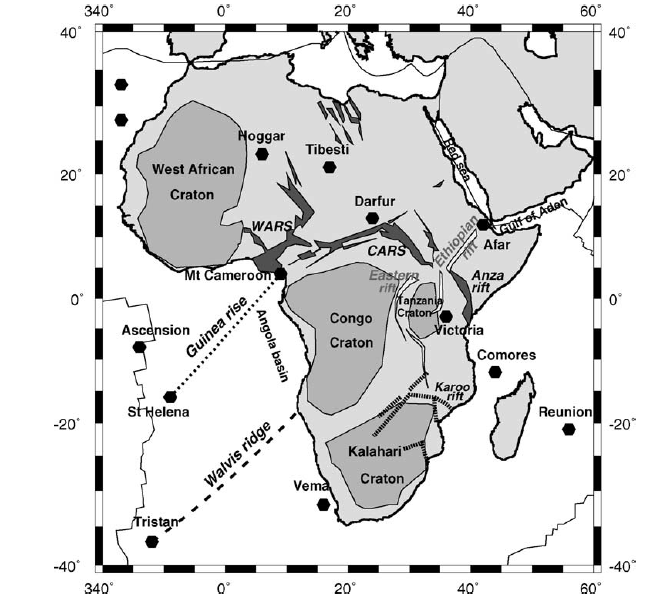 340° 0° 20° 40° 60°
40° 40°
Hoggar
Tibesti
Red sea
West African
Craton
20° 20°
Darfur
Gulf of Aden
WARS
Ethiopian
rift
Afar
CARS
Mt Cameroon
Eastern
rift
Anza
rift
0° 0°
Tanzania
Craton
Guinea rise
Congo
Craton
Victoria
Ascension
Angola basin
Comores
Karoo
rift
St Helena
Reunion
-20° -20°
Walvis ridge
Kalahari
Craton
Vema
Tristan
-40° -40°
340° 0° 20° 40° 60°